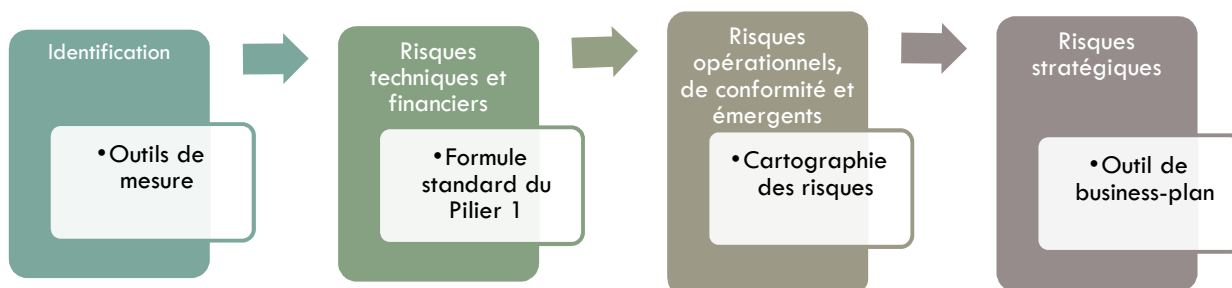 Identification
• Outils de
mesure
Risques
techniques et
financiers
• Formule
standard du
Pilier 1
Risques
opérationnels,
de conformité et
émergents
• Cartographie
des risques
Risques
stratégiques
• Outil de
business-plan